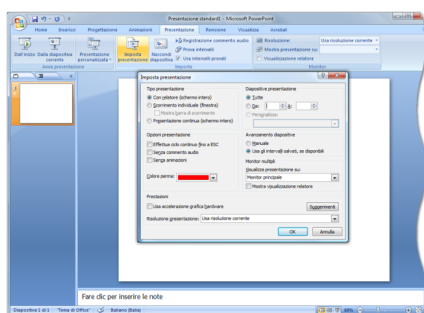 Presentazione standard1 - Microsoft PowerPoint
Home Inserisci Progettazione Animazioni Presentazione Revisione Visualizza Acrobat
Dall'inizio Dalla diapositiva corrente Presentazione personalizzata
Imposta presentazione Nascondi diapositiva
Registrazione commento audio
Prova intervalli
Usa intervalli provati
Risoluzione: Usa risoluzione corrente
Mostra presentazione su:
Visualizzazione relatore
Avvia presentazione Imposta Monitor
Imposta presentazione
Tipo presentazione
Con relatore (schermo intero)
Scorrimento individuale (finestra)
Mostra barra di scorrimento
Presentazione continua (schermo intero)
Diapositive presentazione
Tutte
Da: 1 A:
Personalizzata:
Opzioni presentazione
Effettua ciclo continuo fino a ESC
Senza commento audio
Senza animazioni
Colore penna:
Avanzamento diapositive
Manuale
Usa gli intervalli salvati, se disponibili
Monitor multipli
Visualizza presentazione su:
Monitor principale
Mostra visualizzazione relatore
Prestazioni
Usa accelerazione grafica hardware
Suggerimenti
Risoluzione presentazione: Usa risoluzione corrente
OK Annulla
Fare clic per inserire le note
Diapositiva 1 di 1 "Tema di Office" Italiano (Italia) 68%